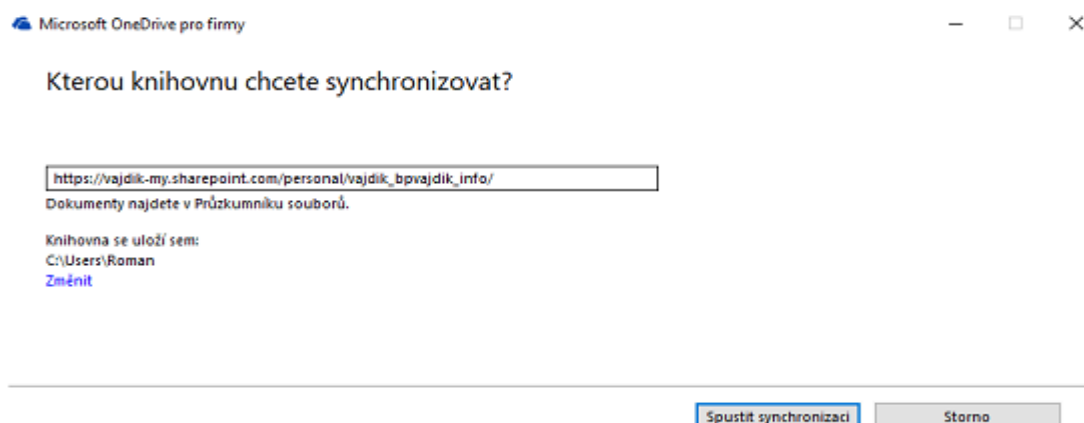 Microsoft OneDrive pro firmy
Kterou knihovnu chcete synchronizovat?
https://vajdik-my.sharepoint.com/personal/vajdik_bpvajdik_info/
Dokumenty najdete v Průzkumníku souborů.
Knihovna se uloží sem:
C:\Users\Roman
Změnit
Spustit synchronizaci Storno